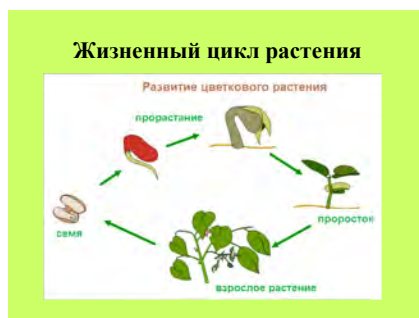 Жизненный цикл растения
Развитие цветкового растения
прорастание
проросток
семя
взрослое растение